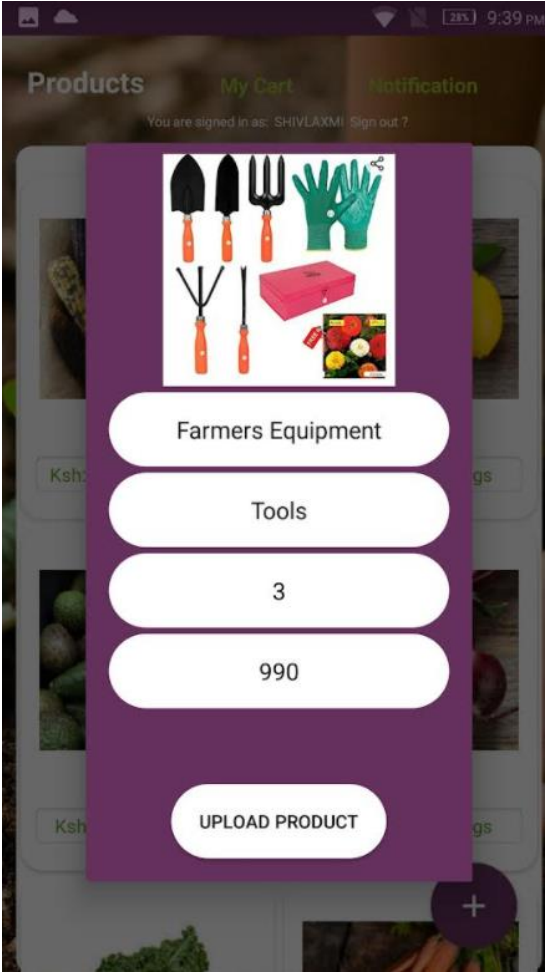 28% 9:39 PM
Products My Cart Notification
You are signed in as: SHIVLAXMI Sign out ?
FREE
Farmers Equipment
Ksh: gs
Tools
3
990
UPLOAD PRODUCT
Ksh gs
+